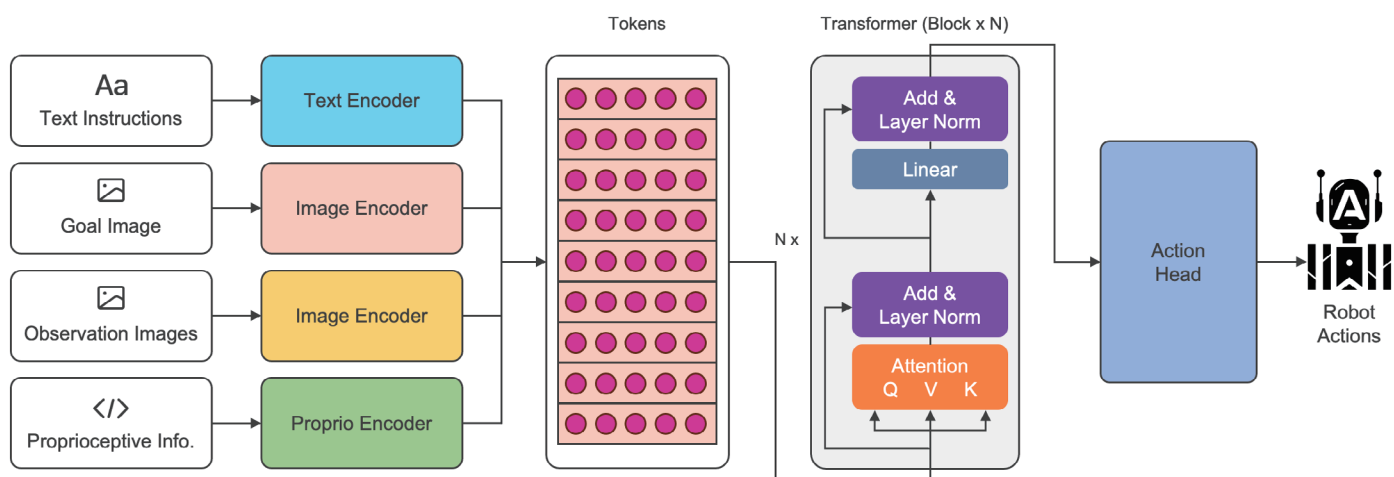 Tokens
Transformer (Block x N)
Aa
Text Instructions
Text Encoder
Goal Image
Image Encoder
Observation Images
Image Encoder
Proprioceptive Info.
Proprio Encoder
N x
Add &
Layer Norm
Linear
Add &
Layer Norm
Attention
Q V K
Action
Head
A
Robot
Actions